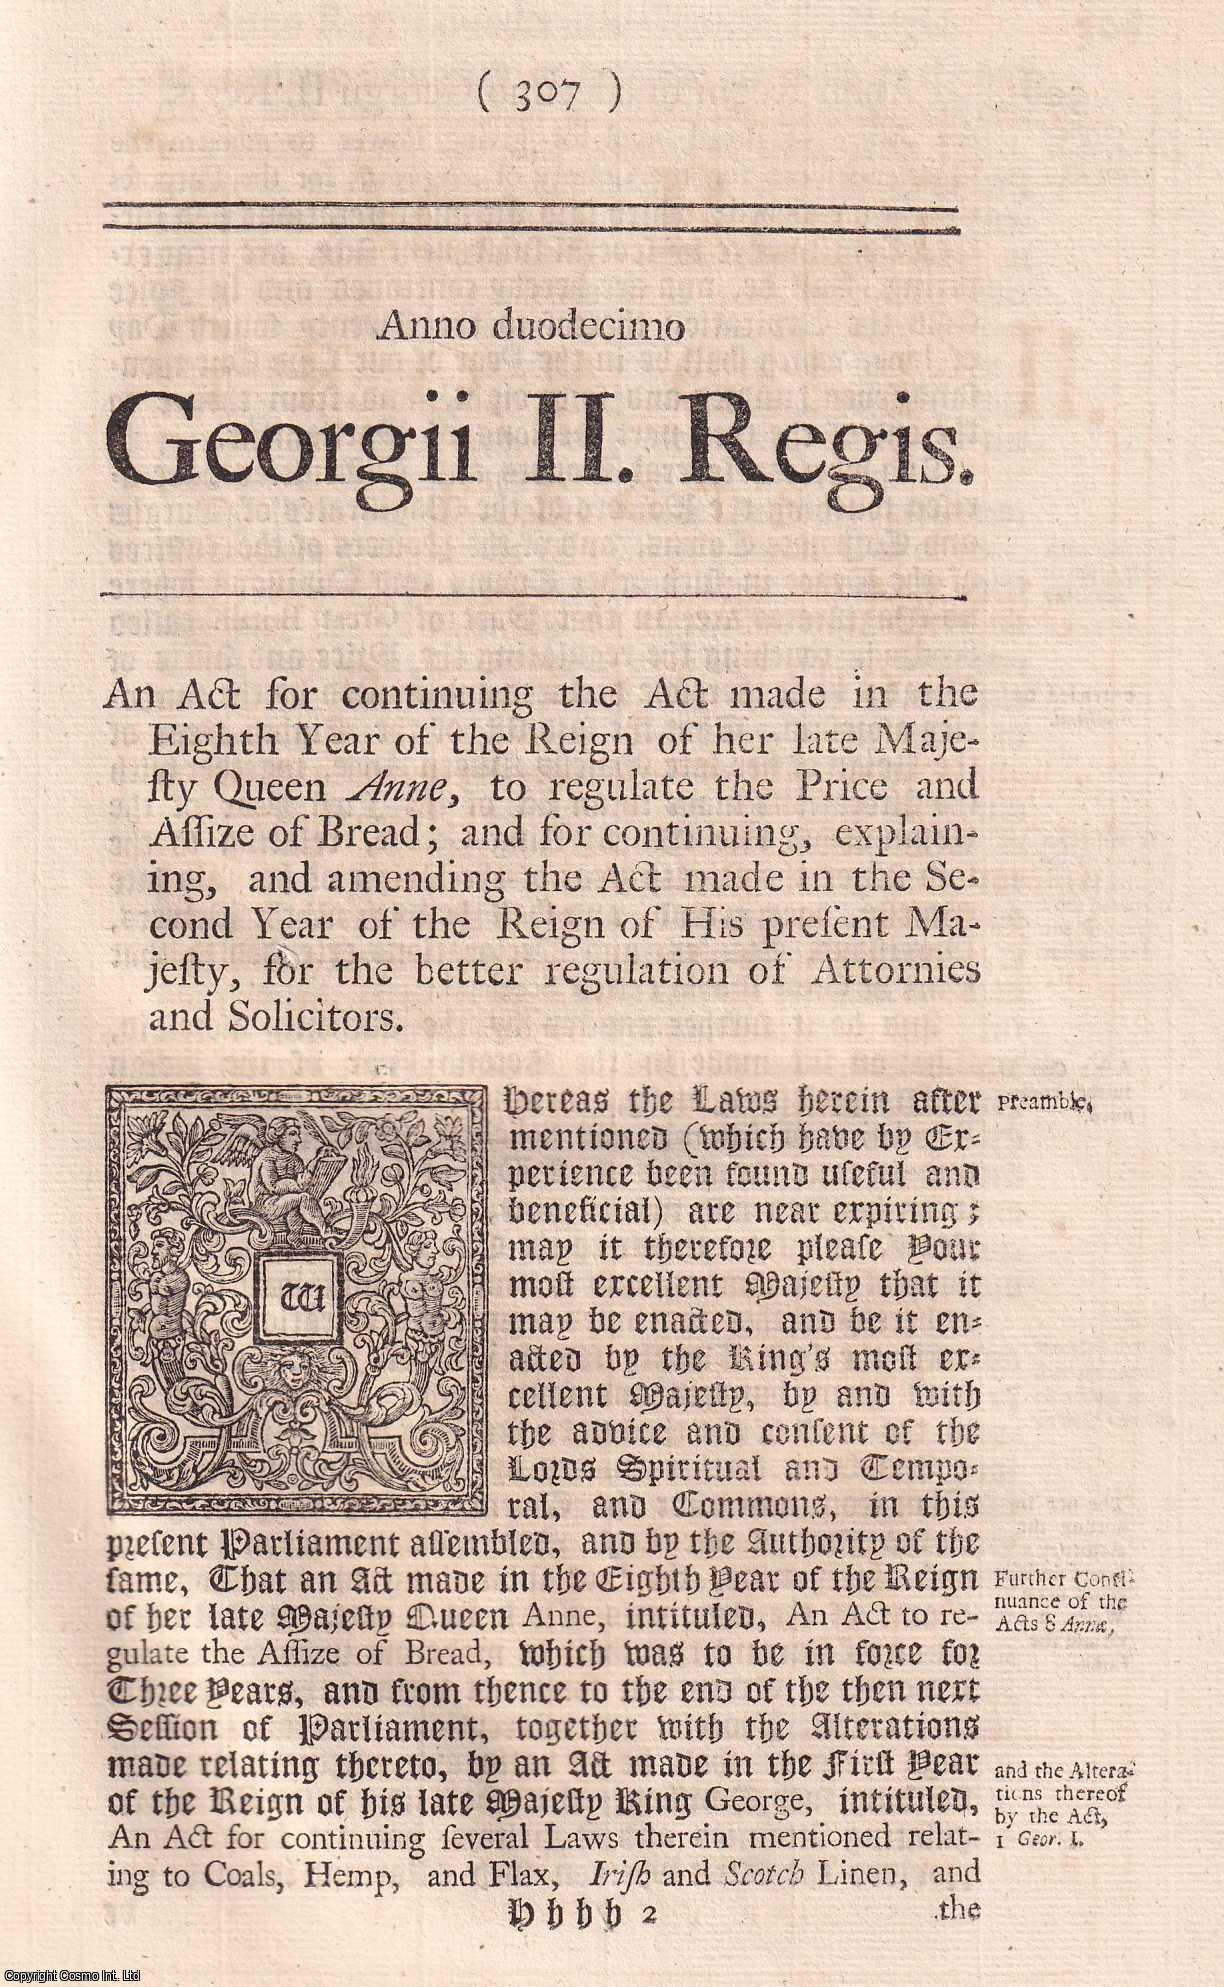 ( 307 )
Anno duodecimo
Georgii II. Regis.
An Act for continuing the Act made in the
Eighth Year of the Reign of her late Maje-
ſty Queen Anne, to regulate the Price and
Aſſize of Bread; and for continuing, explain-
ing, and amending the Act made in the Se-
cond Year of the Reign of His preſent Ma-
jeſty, for the better regulation of Attornies
and Solicitors.
W
Hereas the Laws herein after
Preamble,
mentioned (which have by Ex-
perience been found uſeful and
beneficial) are near expiring;
may it therefore pleaſe Your
moſt excellent Majeſty that it
may be enacted, and be it en-
acted by the King's moſt ex-
cellent Majeſty, by and with
the advice and conſent of the
Lords Spiritual and Tempo-
ral, and Commons, in this
preſent Parliament aſſembled, and by the Authority of the
ſame, That an Act made in the Eighth Year of the Reign
of her late Majeſty Queen Anne, intituled, An Act to re-
gulate the Aſſize of Bread, which was to be in force for
Three Years, and from thence to the end of the then next
Seſſion of Parliament, together with the Alterations
made relating thereto, by an Act made in the Firſt Year
of the Reign of his late Majeſty King George, intituled,
An Act for continuing ſeveral Laws therein mentioned relat-
ing to Coals, Hemp, and Flax, Iriſh and Scotch Linen, and
Further Conti-
nuance of the
Acts 8 Annæ,
and the Altera-
tions thereof
by the Act,
1 Geor. I.
H h h h 2
the
Copyright Cosmo Int. Ltd